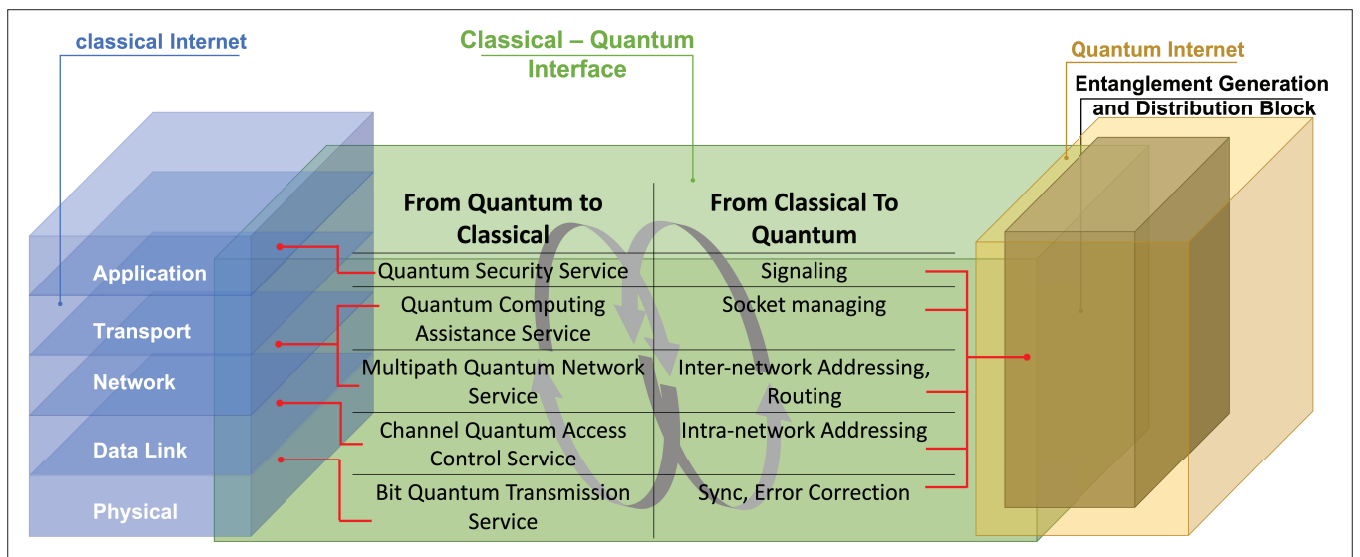 classical Internet
Classical – Quantum
Interface
Quantum Internet
Entanglement Generation
and Distribution Block
Application
Transport
Network
Data Link
Physical
From Quantum to
Classical
From Classical To
Quantum
Quantum Security Service
Signaling
Quantum Computing
Assistance Service
Socket managing
Multipath Quantum Network
Service
Inter-network Addressing,
Routing
Channel Quantum Access
Control Service
Intra-network Addressing
Bit Quantum Transmission
Service
Sync, Error Correction